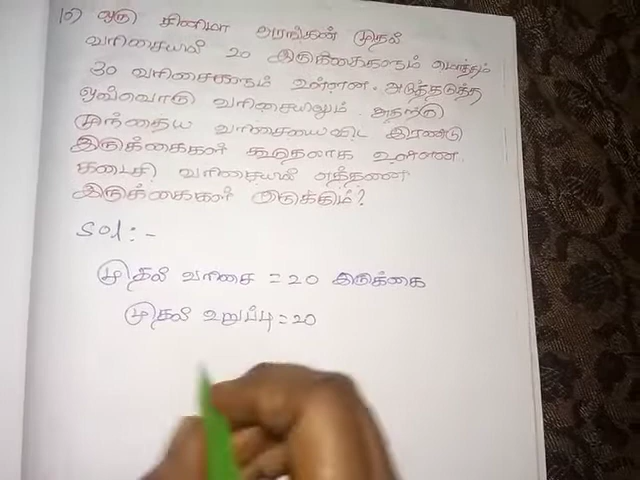 10) ஒரு சினிமா அரங்கின் முதல்
வரிசையில் 20 இருக்கைகளும் மொத்தம்
30 வரிசைகளும் உள்ளன. அடுத்தடுத்த
ஒவ்வொரு வரிசையிலும் அதற்கு
முந்தைய வரிசையைவிட இரண்டு
இருக்கைகள் கூடுதலாக உள்ளன.
கடைசி வரிசையில் எத்தனை
இருக்கைகள் இருக்கும்?
Sol:-
முதல் வரிசை = 20 இருக்கை
முதல் உறுப்பு = 20